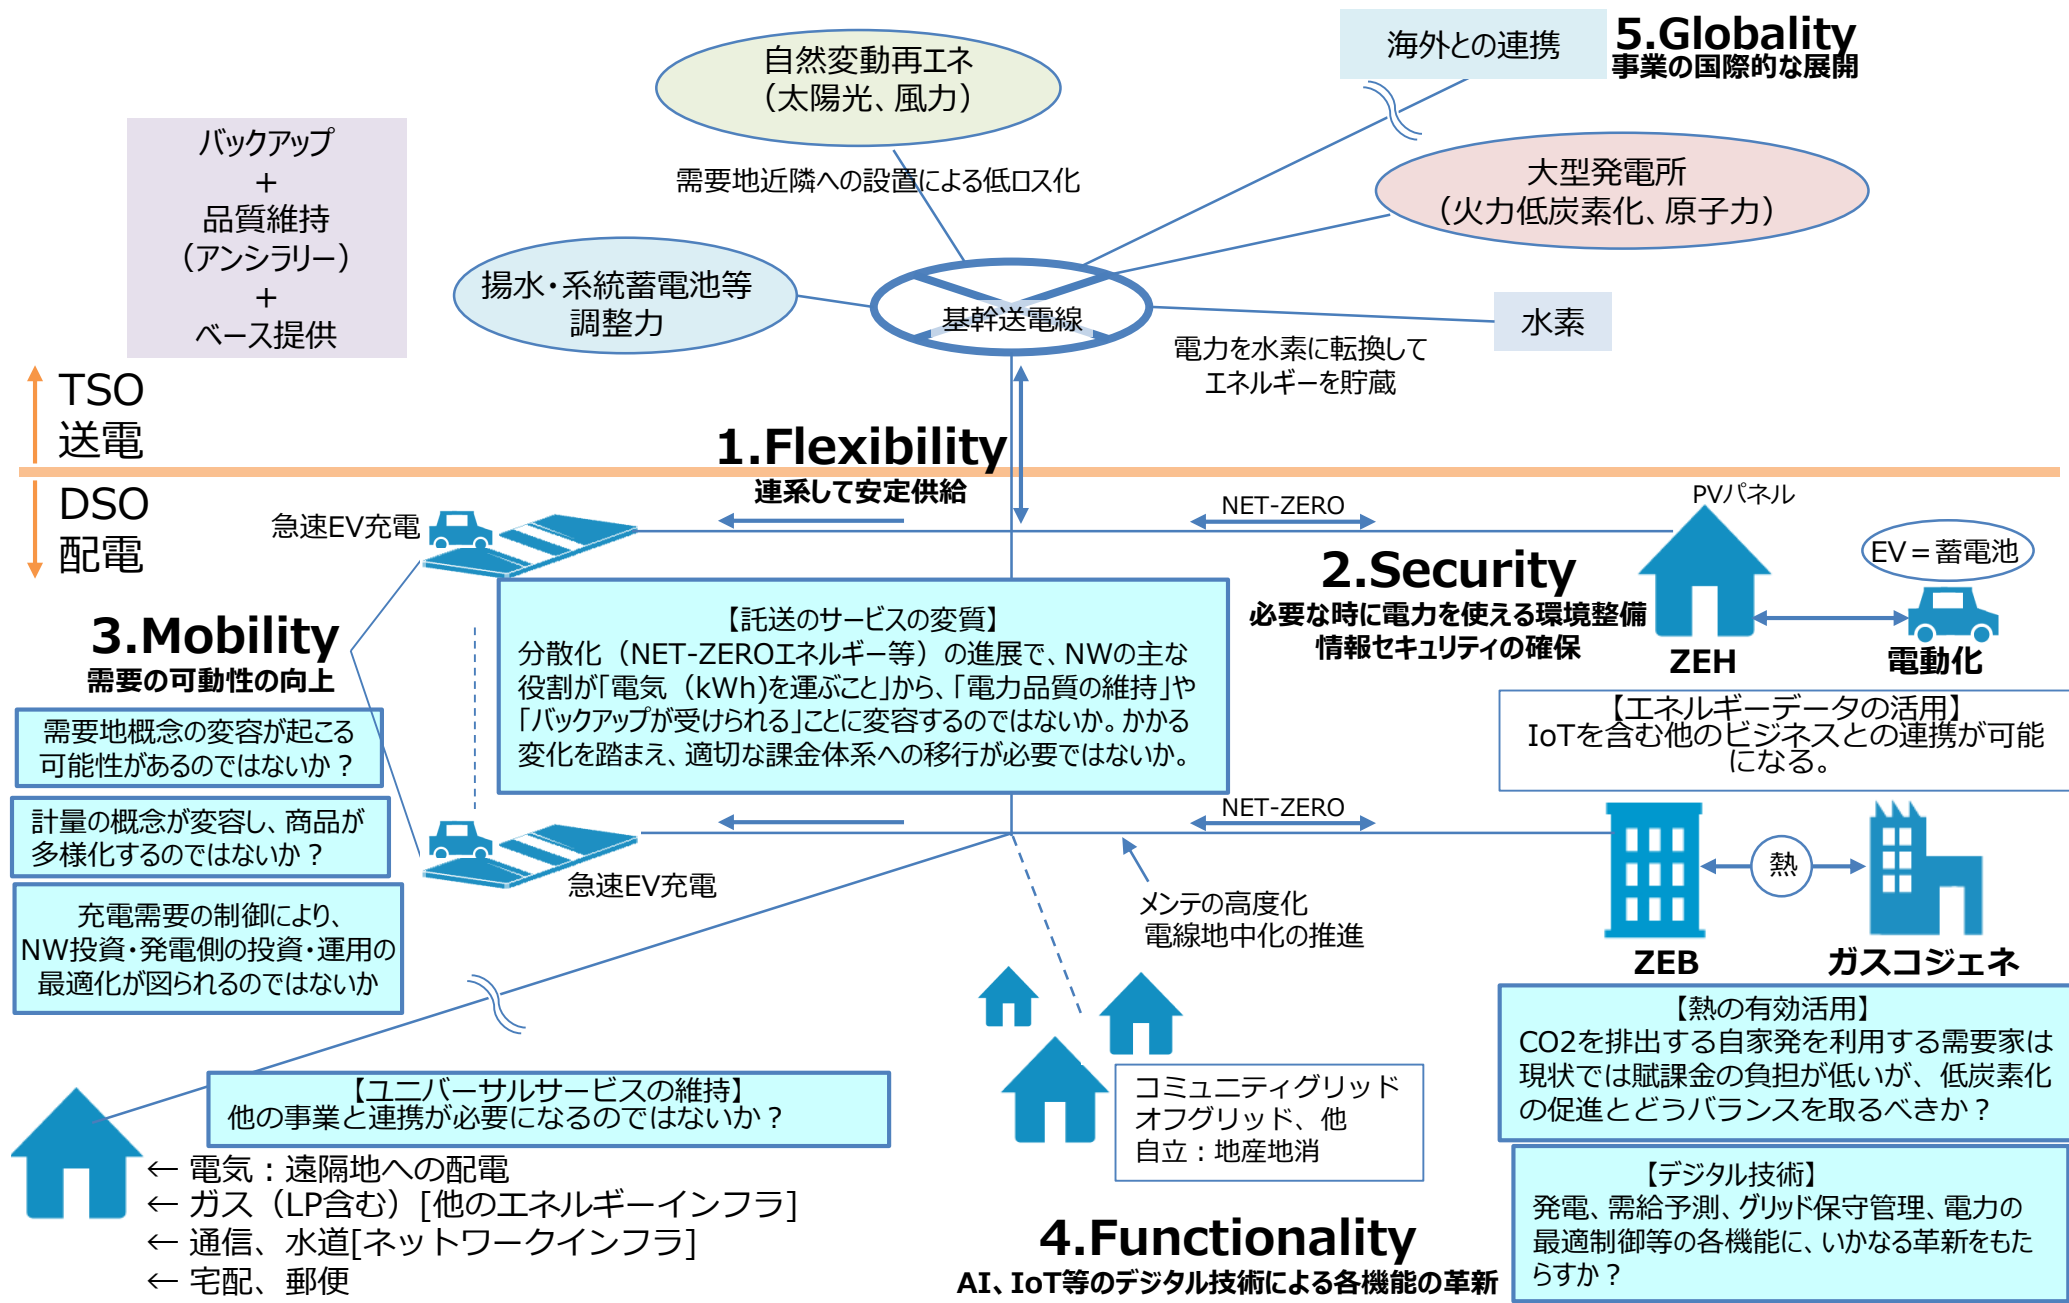 5.Globality
事業の国際的な展開
海外との連携
自然変動再エネ
（太陽光、風力）
バックアップ
＋
品質維持
（アンシラリー）
＋
ベース提供
需要地近隣への設置による低ロス化
大型発電所
（火力低炭素化、原子力）
揚水・系統蓄電池等
調整力
基幹送電線
水素
電力を水素に転換して
エネルギーを貯蔵
TSO
送電
1.Flexibility
連系して安定供給
DSO
配電
急速EV充電
NET-ZERO
PVパネル
EV＝蓄電池
2.Security
必要な時に電力を使える環境整備
情報セキュリティの確保
ZEH
電動化
3.Mobility
需要の可動性の向上
【託送のサービスの変質】
分散化（NET-ZEROエネルギー等）の進展で、NWの主な
役割が「電気（kWh)を運ぶこと」から、「電力品質の維持」や
「バックアップが受けられる」ことに変容するのではないか。かかる
変化を踏まえ、適切な課金体系への移行が必要ではないか。
需要地概念の変容が起こる
可能性があるのではないか？
計量の概念が変容し、商品が
多様化するのではないか？
充電需要の制御により、
NW投資・発電側の投資・運用の
最適化が図られるのではないか
【エネルギーデータの活用】
IoTを含む他のビジネスとの連携が可能
になる。
NET-ZERO
急速EV充電
メンテの高度化
電線地中化の推進
熱
ZEB
ガスコジェネ
【熱の有効活用】
CO2を排出する自家発を利用する需要家は
現状では賦課金の負担が低いが、低炭素化
の促進とどうバランスを取るべきか？
【ユニバーサルサービスの維持】
他の事業と連携が必要になるのではないか？
← 電気：遠隔地への配電
← ガス（LP含む）[他のエネルギーインフラ]
← 通信、水道[ネットワークインフラ]
← 宅配、郵便
コミュニティグリッド
オフグリッド、他
自立：地産地消
4.Functionality
AI、IoT等のデジタル技術による各機能の革新
【デジタル技術】
発電、需給予測、グリッド保守管理、電力の
最適制御等の各機能に、いかなる革新をもた
らすか？